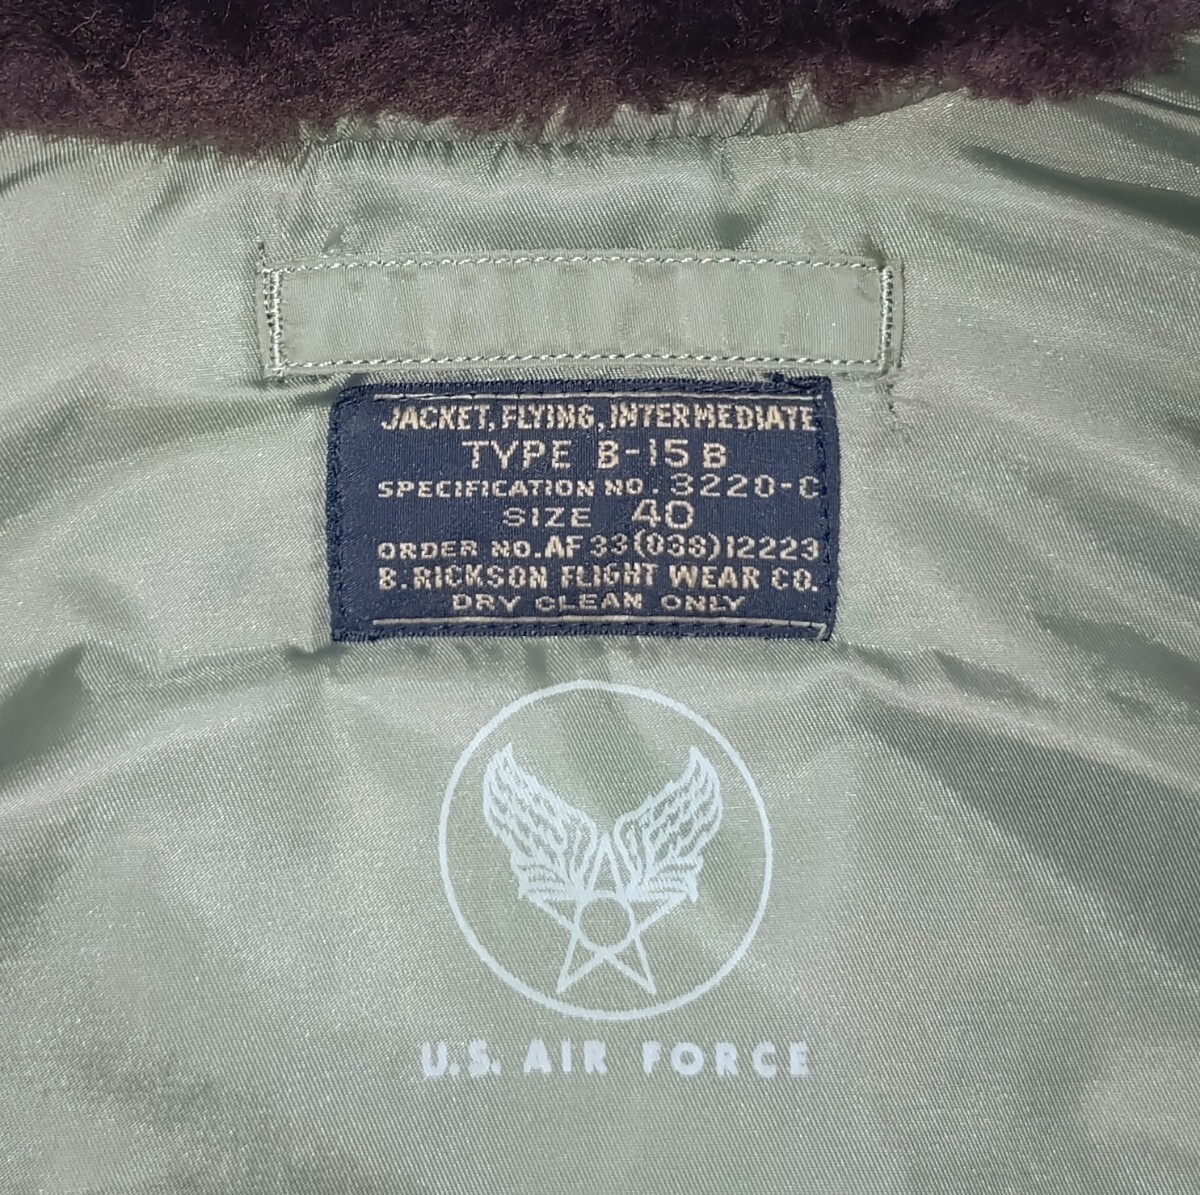 JACKET, FLYING, INTERMEDIATE
TYPE B-15B
SPECIFICATION NO. 3220-C
SIZE 40
ORDER NO. AF 33(038)12223
B. RICKSON FLIGHT WEAR CO.
DRY CLEAN ONLY
U.S. AIR FORCE